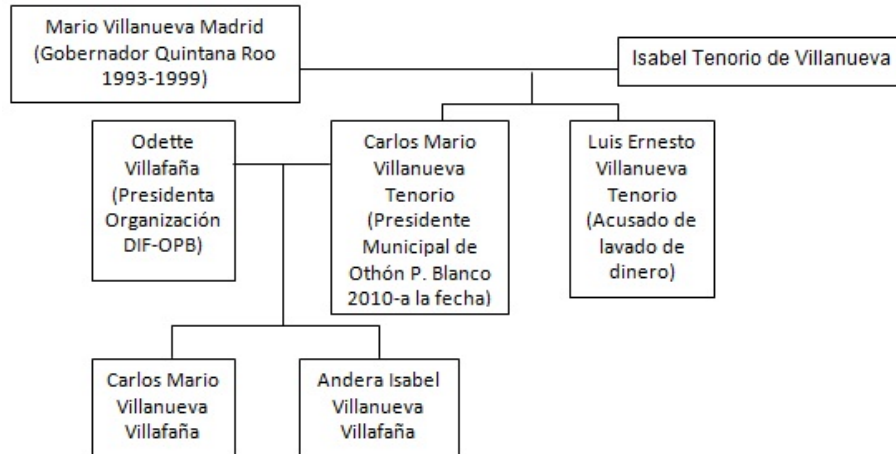 Mario Villanueva Madrid
(Gobernador Quintana Roo
1993-1999)
Isabel Tenorio de Villanueva
Odette
Villafaña
(Presidenta
Organización
DIF-OPB)
Carlos Mario
Villanueva
Tenorio
(Presidente
Municipal de
Othón P. Blanco
2010-a la fecha)
Luis Ernesto
Villanueva
Tenorio
(Acusado de
lavado de
dinero)
Carlos Mario
Villanueva
Villafaña
Andera Isabel
Villanueva
Villafaña